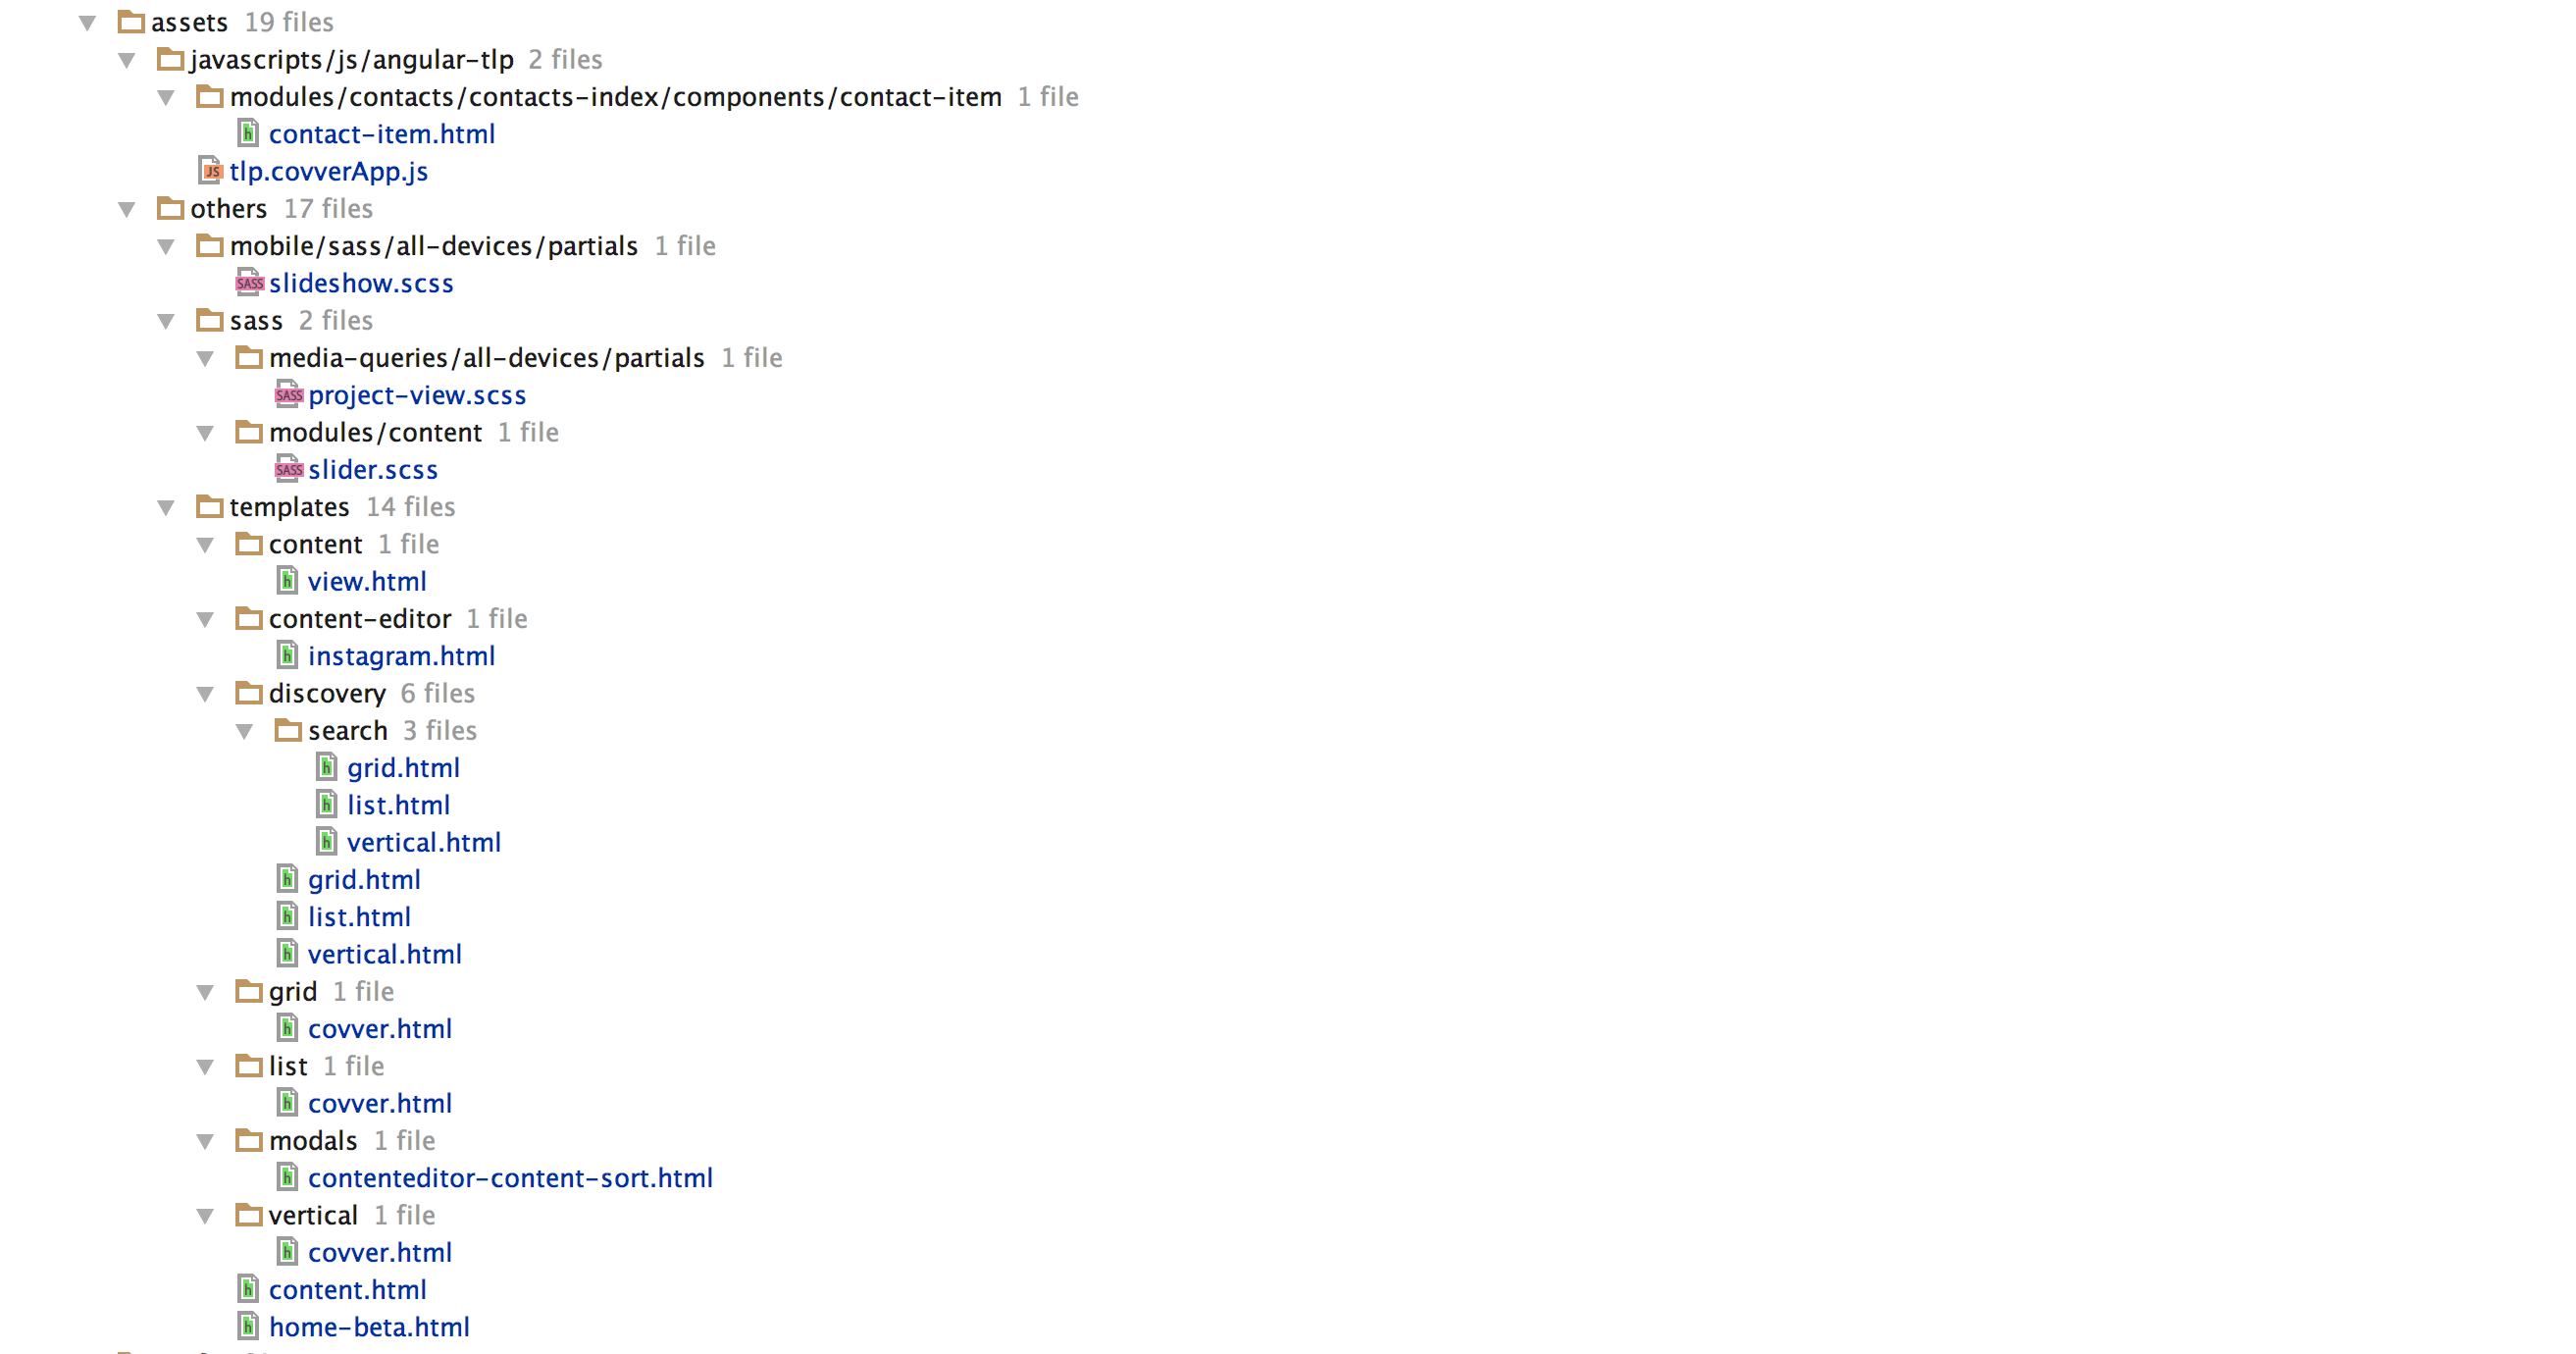 assets 19 files
javascripts/js/angular-tlp 2 files
modules/contacts/contacts-index/components/contact-item 1 file
contact-item.html
JS tlp.covverApp.js
others 17 files
mobile/sass/all-devices/partials 1 file
SASS slideshow.scss
sass 2 files
media-queries/all-devices/partials 1 file
SASS project-view.scss
modules/content 1 file
SASS slider.scss
templates 14 files
content 1 file
h view.html
content-editor 1 file
h instagram.html
discovery 6 files
search 3 files
h grid.html
h list.html
h vertical.html
h grid.html
h list.html
h vertical.html
grid 1 file
h covver.html
list 1 file
h covver.html
modals 1 file
h contenteditor-content-sort.html
vertical 1 file
h covver.html
h content.html
h home-beta.html